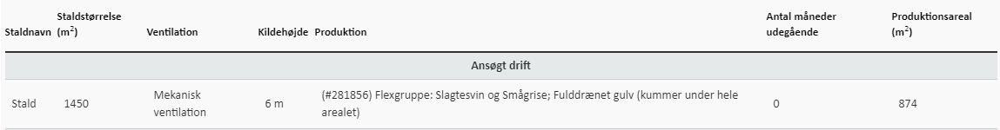 Staldnavn Staldstørrelse (m²) Ventilation Kildehøjde Produktion Antal måneder udegående Produktionsareal (m²)
Ansøgt drift
Stald 1450 Mekanisk ventilation 6 m (#281856) Flexgruppe: Slagtesvin og Smågrise; Fulddrænet gulv (kummer under hele arealet) 0 874